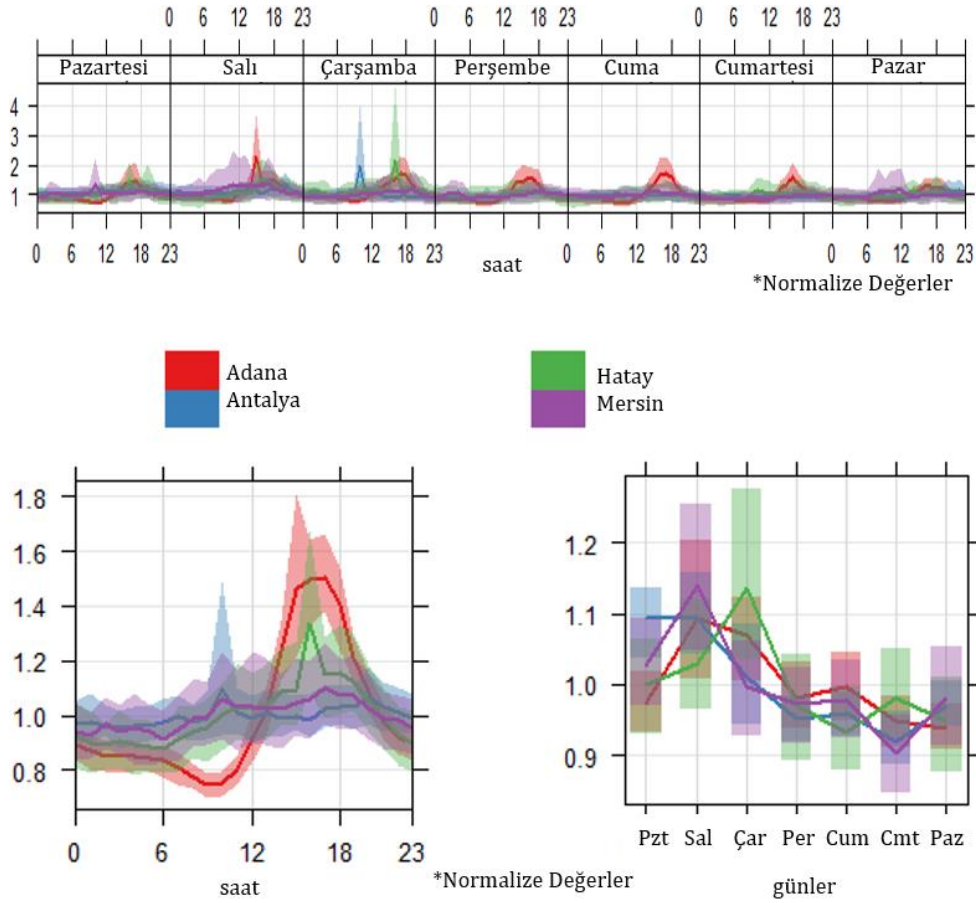 0 6 12 18 23 0 6 12 18 23 0 6 12 18 23
Pazartesi Salı Çarşamba Perşembe Cuma Cumartesi Pazar
4
3
2
1
0 6 12 18 23 0 6 12 18 23 0 6 12 18 23 0 6 12 18 23
saat
*Normalize Değerler
Adana
Antalya
Hatay
Mersin
1.8
1.6
1.4
1.2
1.0
0.8
0 6 12 18 23
saat
*Normalize Değerler
1.2
1.1
1.0
0.9
Pzt Sal Çar Per Cum Cmt Paz
günler